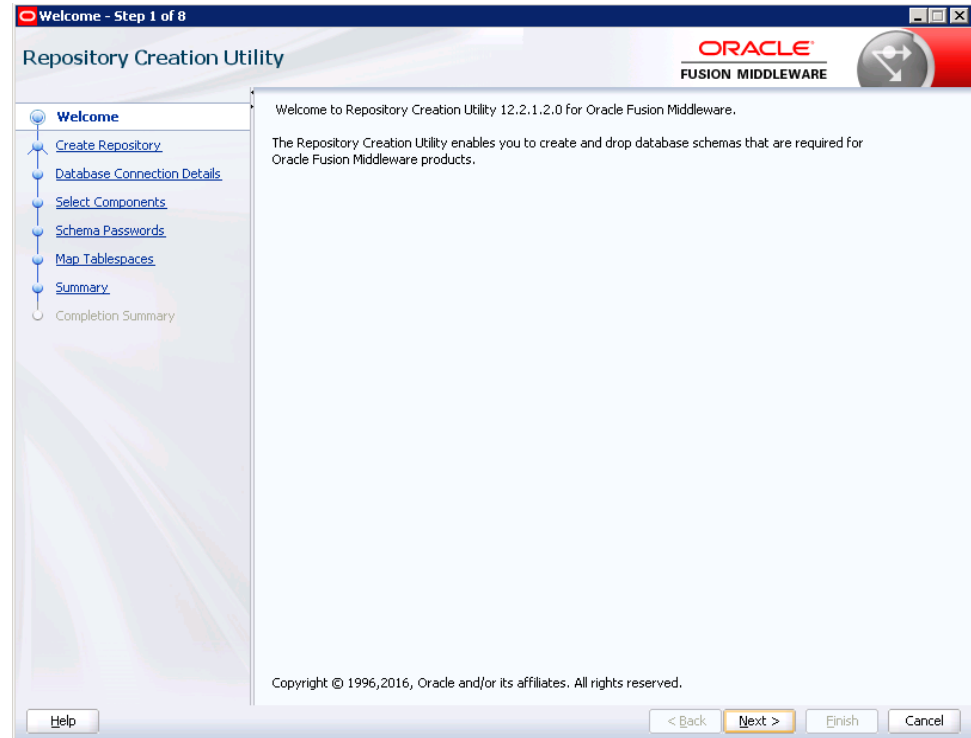 Welcome - Step 1 of 8
Repository Creation Utility
ORACLE
FUSION MIDDLEWARE
Welcome
Create Repository
Database Connection Details
Select Components
Schema Passwords
Map Tablespaces
Summary
Completion Summary
Welcome to Repository Creation Utility 12.2.1.2.0 for Oracle Fusion Middleware.
The Repository Creation Utility enables you to create and drop database schemas that are required for
Oracle Fusion Middleware products.
Copyright © 1996,2016, Oracle and/or its affiliates. All rights reserved.
Help
< Back
Next >
Finish
Cancel